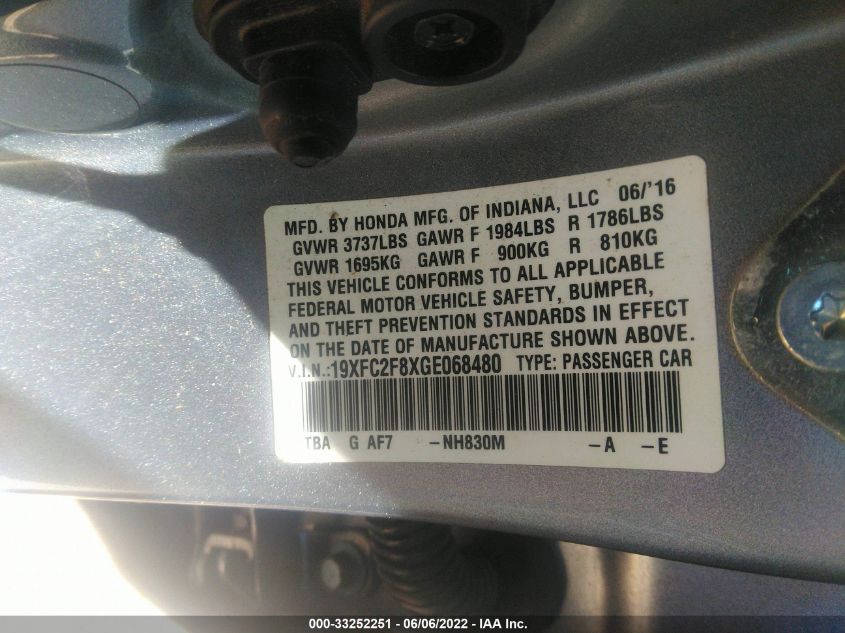 MFD. BY HONDA MFG. OF INDIANA, LLC 06/'16
GVWR 3737LBS GAWR F 1984LBS R 1786LBS
GVWR 1695KG GAWR F 900KG R 810KG
THIS VEHICLE CONFORMS TO ALL APPLICABLE
FEDERAL MOTOR VEHICLE SAFETY, BUMPER,
AND THEFT PREVENTION STANDARDS IN EFFECT
ON THE DATE OF MANUFACTURE SHOWN ABOVE.
V.I.N.:19XFC2F8XGE068480 TYPE: PASSENGER CAR
TBA G AF7 -NH830M -A -E
000-33252251 - 06/06/2022 - IAA Inc.